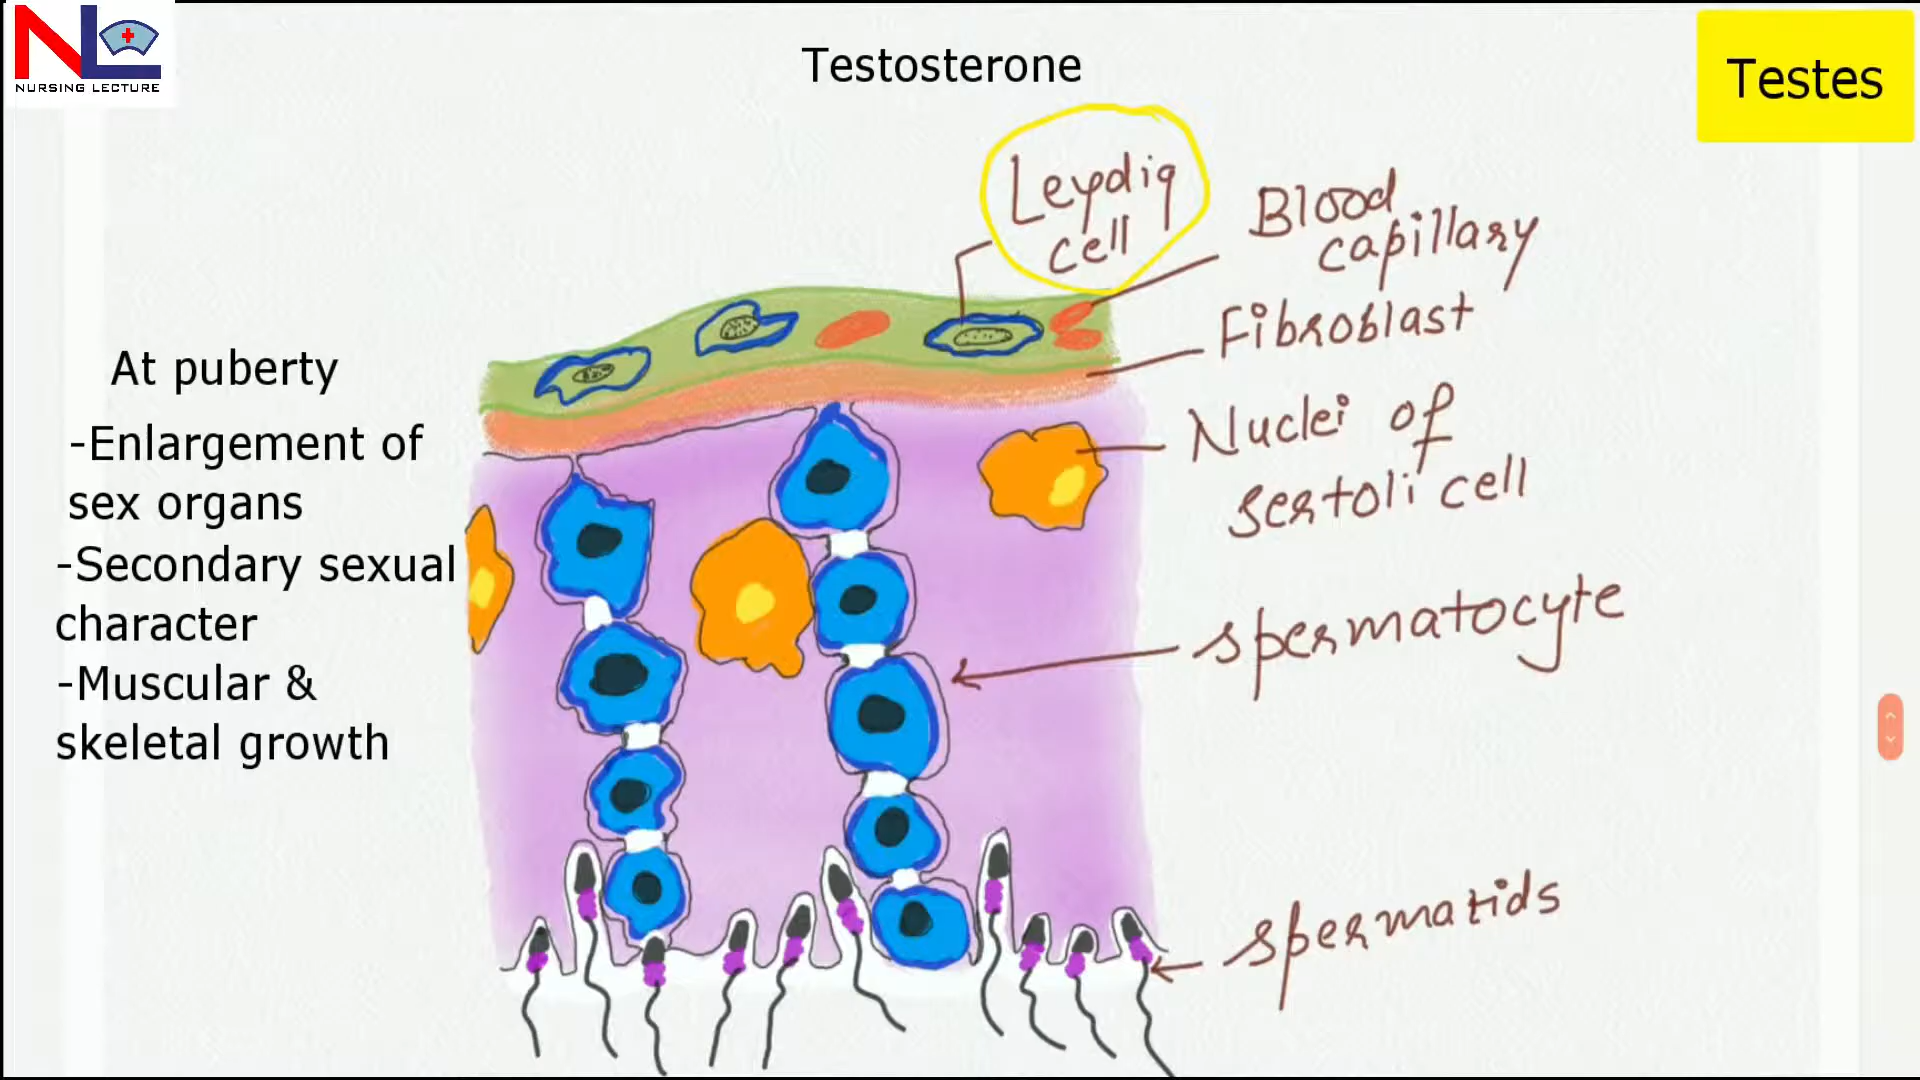 NL
NURSING LECTURE
Testosterone
Testes
Leydig
cell
Blood
capillary
Fibroblast
Nuclei of
sertoli cell
spermatocyte
spermatids
At puberty
-Enlargement of
sex organs
-Secondary sexual
character
-Muscular &
skeletal growth